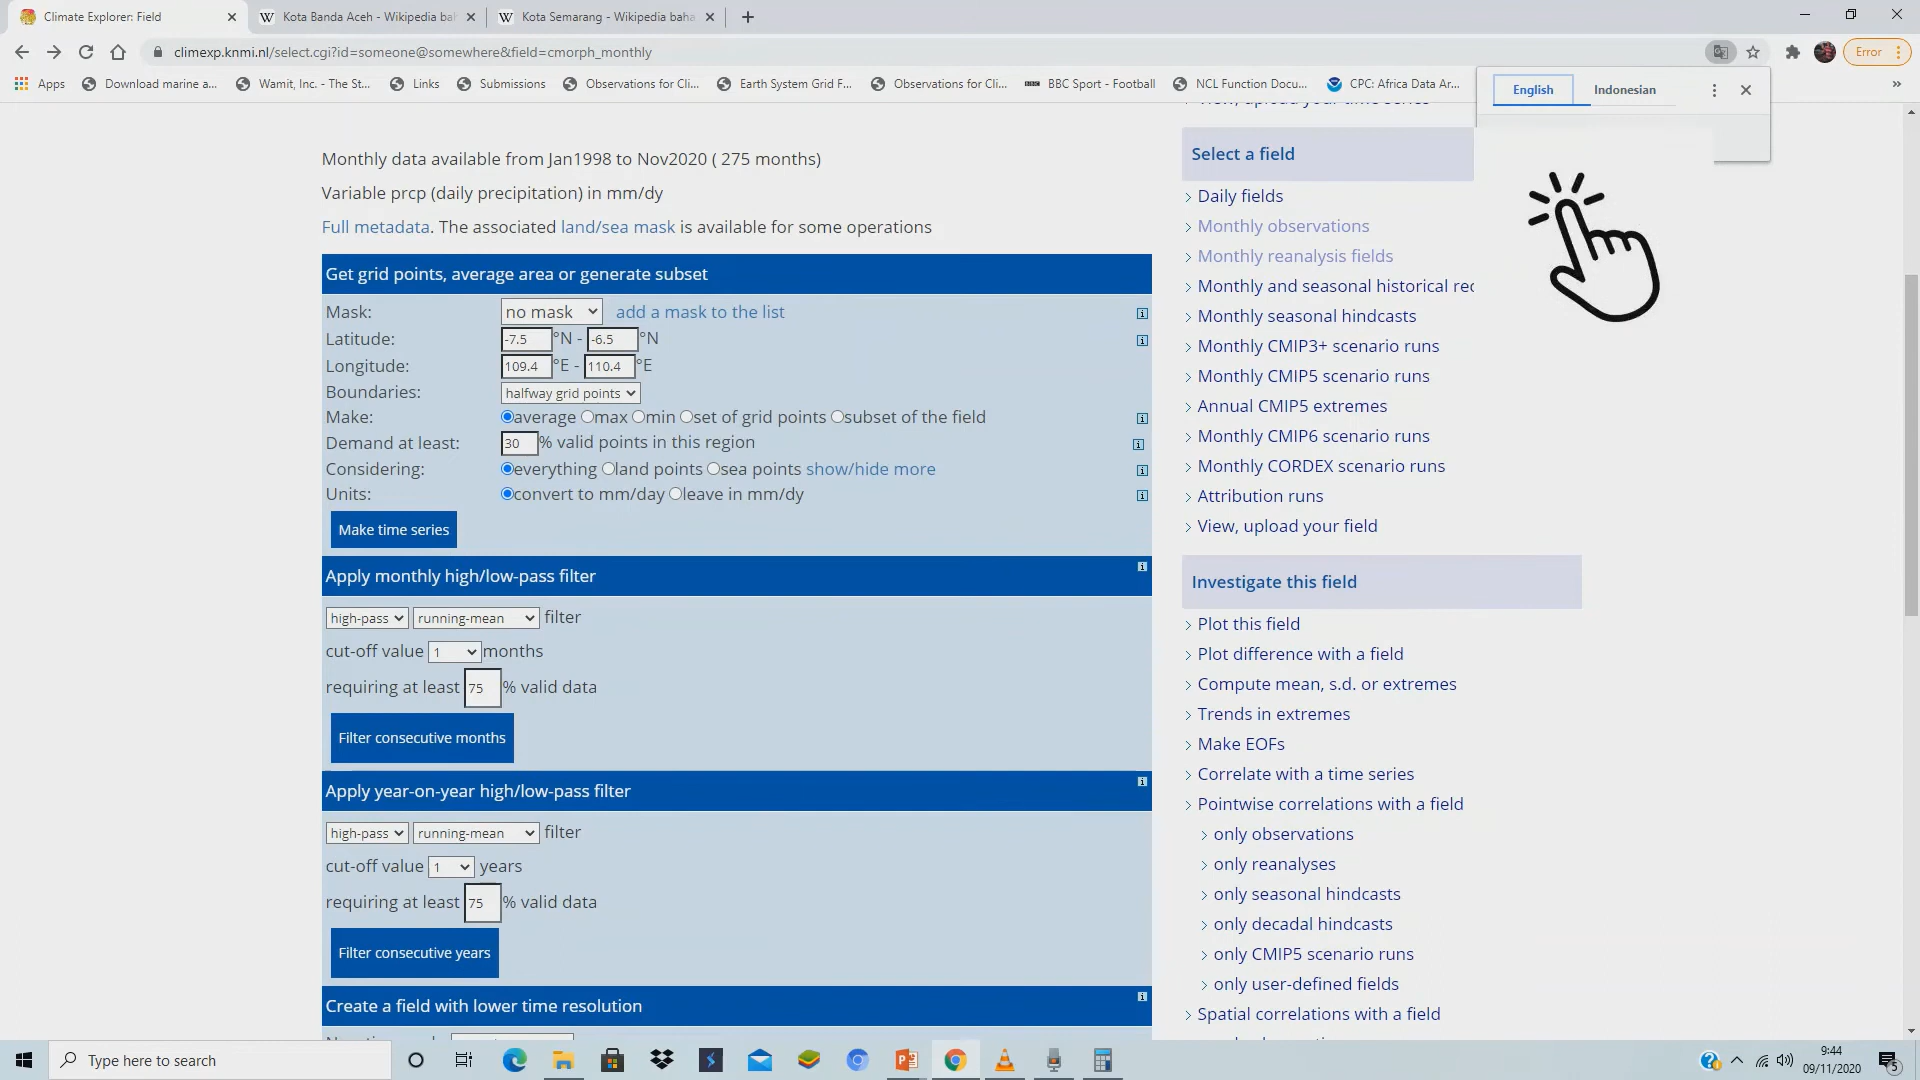 Climate Explorer: Field
Kota Banda Aceh - Wikipedia bah
Kota Semarang - Wikipedia baha
climexp.knmi.nl/select.cgi?id=someone@somewhere&field=cmorph_monthly
Error
Apps
Download marine a...
Wamit, Inc. - The St...
Links
Submissions
Observations for Cli...
Earth System Grid F...
Observations for Cli...
BBC Sport - Football
NCL Function Docu...
CPC: Africa Data Ar...
English
Indonesian
Monthly data available from Jan1998 to Nov2020 ( 275 months)
Variable prcp (daily precipitation) in mm/dy
Full metadata. The associated land/sea mask is available for some operations
Get grid points, average area or generate subset
Mask: no mask add a mask to the list
Latitude: -7.5 °N - -6.5 °N
Longitude: 109.4 °E - 110.4 °E
Boundaries: halfway grid points
Make: average max min set of grid points subset of the field
Demand at least: 30 % valid points in this region
Considering: everything land points sea points show/hide more
Units: convert to mm/day leave in mm/dy
Make time series
Apply monthly high/low-pass filter
high-pass running-mean filter
cut-off value 1 months
requiring at least 75 % valid data
Filter consecutive months
Apply year-on-year high/low-pass filter
high-pass running-mean filter
cut-off value 1 years
requiring at least 75 % valid data
Filter consecutive years
Create a field with lower time resolution
Select a field
Daily fields
Monthly observations
Monthly reanalysis fields
Monthly and seasonal historical rec
Monthly seasonal hindcasts
Monthly CMIP3+ scenario runs
Monthly CMIP5 scenario runs
Annual CMIP5 extremes
Monthly CMIP6 scenario runs
Monthly CORDEX scenario runs
Attribution runs
View, upload your field
Investigate this field
Plot this field
Plot difference with a field
Compute mean, s.d. or extremes
Trends in extremes
Make EOFs
Correlate with a time series
Pointwise correlations with a field
only observations
only reanalyses
only seasonal hindcasts
only decadal hindcasts
only CMIP5 scenario runs
only user-defined fields
Spatial correlations with a field
Type here to search
9:44
09/11/2020
5